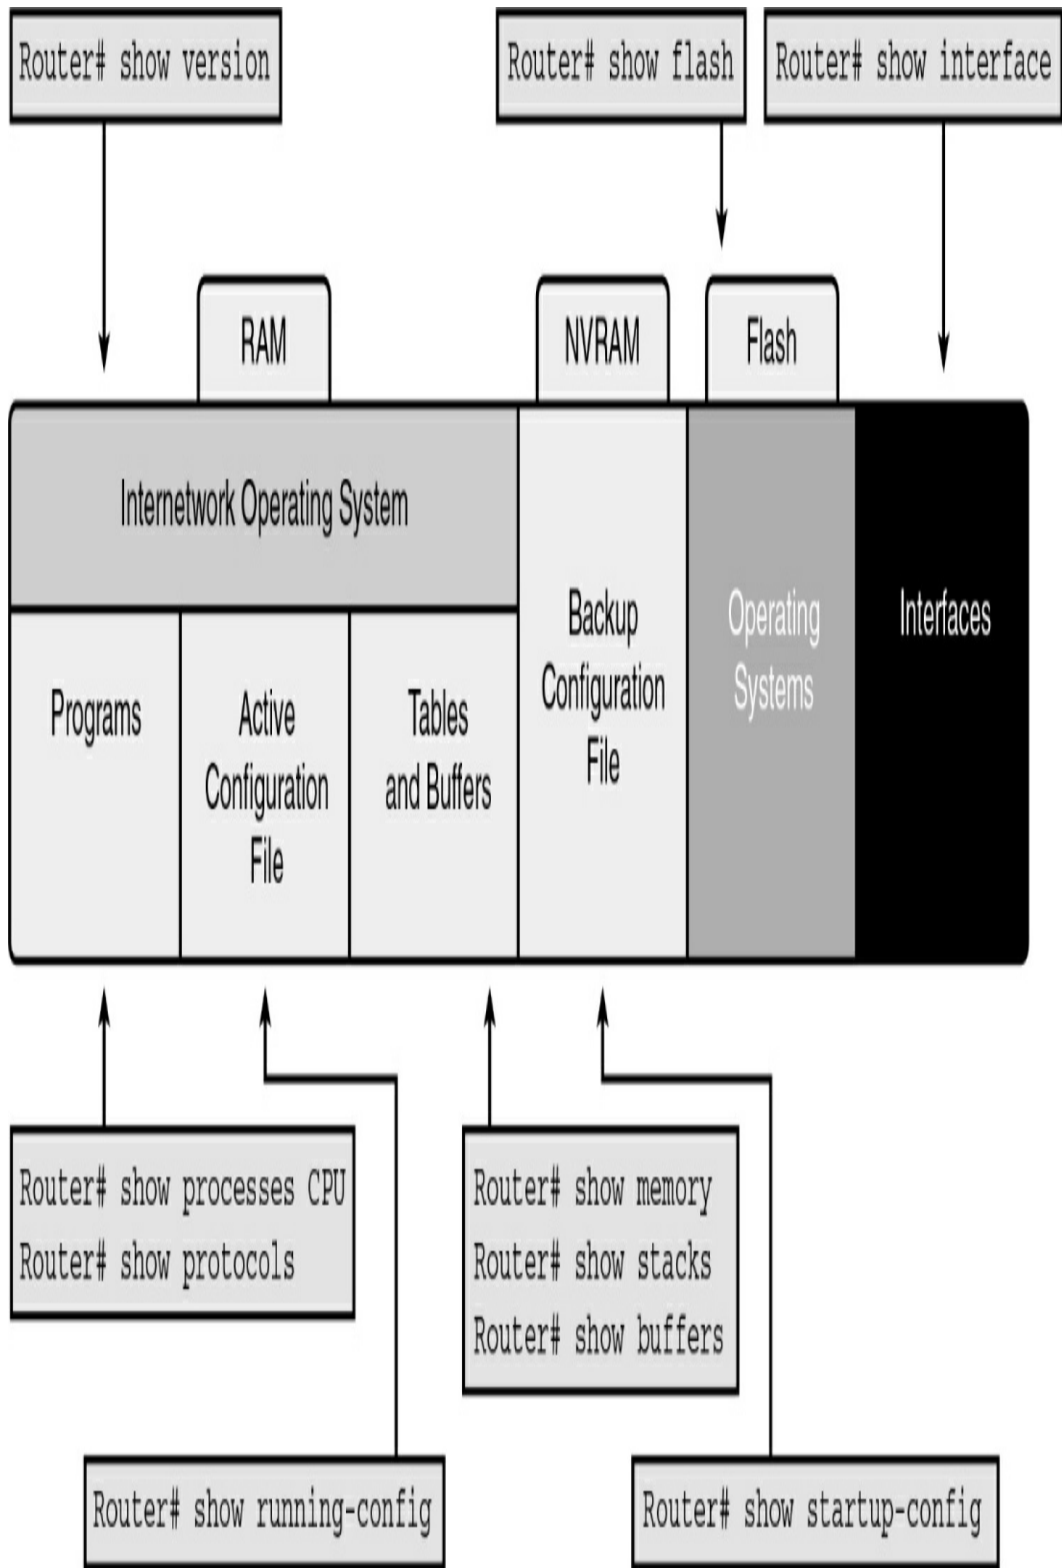 Router# show version
Router# show flash
Router# show interface
RAM
NVRAM
Flash
Internetwork Operating System
Programs
Active
Configuration
File
Tables
and Buffers
Backup
Configuration
File
Operating
Systems
Interfaces
Router# show processes CPU
Router# show protocols
Router# show memory
Router# show stacks
Router# show buffers
Router# show running-config
Router# show startup-config